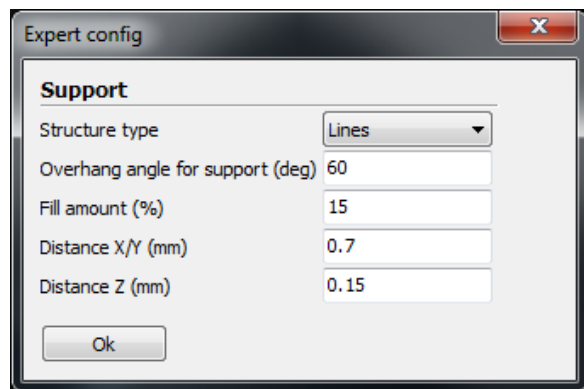 Expert config
Support
Structure type Lines
Overhang angle for support (deg) 60
Fill amount (%) 15
Distance X/Y (mm) 0.7
Distance Z (mm) 0.15
Ok